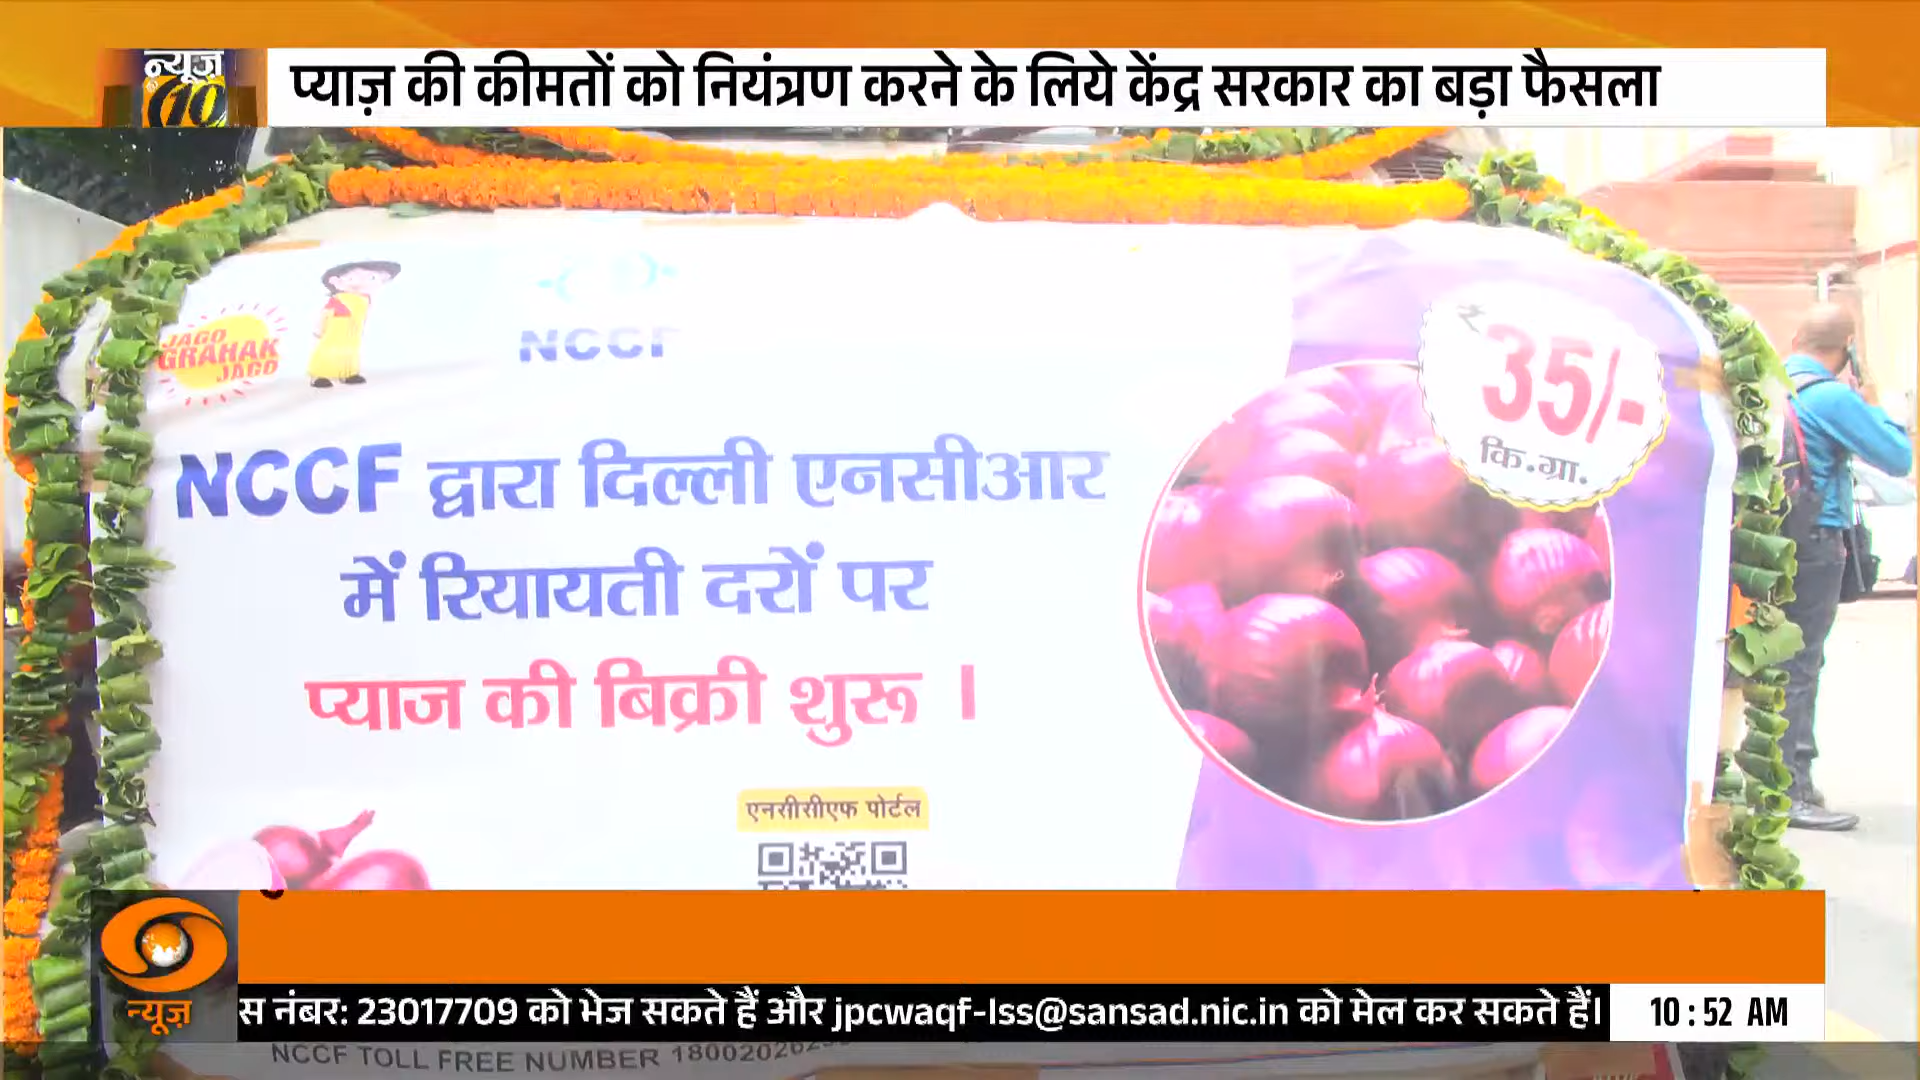 न्यूज़
10
प्याज़ की कीमतों को नियंत्रण करने के लिये केंद्र सरकार का बड़ा फैसला
JAGO
GRAHAK
JAGO
NCCF
₹ 35/-
कि.ग्रा.
NCCF द्वारा दिल्ली एनसीआर
में रियायती दरों पर
प्याज की बिक्री शुरू ।
एनसीसीएफ पोर्टल
न्यूज़
स नंबर: 23017709 को भेज सकते हैं और jpcwaqf-lss@sansad.nic.in को मेल कर सकते हैं।
10:52 AM
NCCF TOLL FREE NUMBER